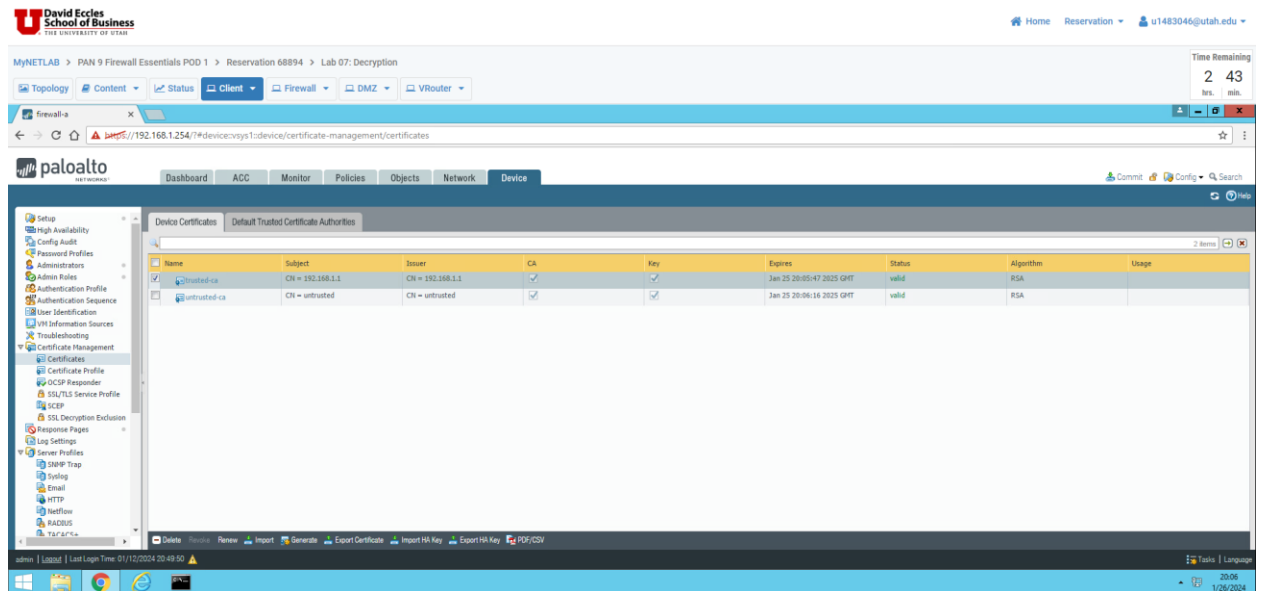 David Eccles
School of Business
THE UNIVERSITY OF UTAH
Home Reservation u1483046@utah.edu
MyNETLAB > PAN 9 Firewall Essentials POD 1 > Reservation 68894 > Lab 07: Decryption
Time Remaining
2 43
hrs. min.
Topology Content Status Client Firewall DMZ VRouter
firewall-a
https://192.168.1.254/?#device::vsys1::device/certificate-management/certificates
paloalto
NETWORKS
Dashboard ACC Monitor Policies Objects Network Device
Commit Config Search
Help
Setup
High Availability
Config Audit
Password Profiles
Administrators
Admin Roles
Authentication Profile
Authentication Sequence
User Identification
VM Information Sources
Troubleshooting
Certificate Management
Certificates
Certificate Profile
OCSP Responder
SSL/TLS Service Profile
SCEP
SSL Decryption Exclusion
Response Pages
Log Settings
Server Profiles
SNMP Trap
Syslog
Email
HTTP
Netflow
RADIUS
TACACS+
Device Certificates Default Trusted Certificate Authorities
2 items
Name Subject Issuer CA Key Expires Status Algorithm Usage
trusted-ca CN = 192.168.1.1 CN = 192.168.1.1 Jan 25 20:05:47 2025 GMT valid RSA
untrusted-ca CN = untrusted CN = untrusted Jan 25 20:06:16 2025 GMT valid RSA
Delete Revoke Renew Import Generate Export Certificate Import HA Key Export HA Key PDF/CSV
admin | Logout | Last Login Time: 01/12/2024 20:49:50
Tasks | Language
20:06
1/26/2024